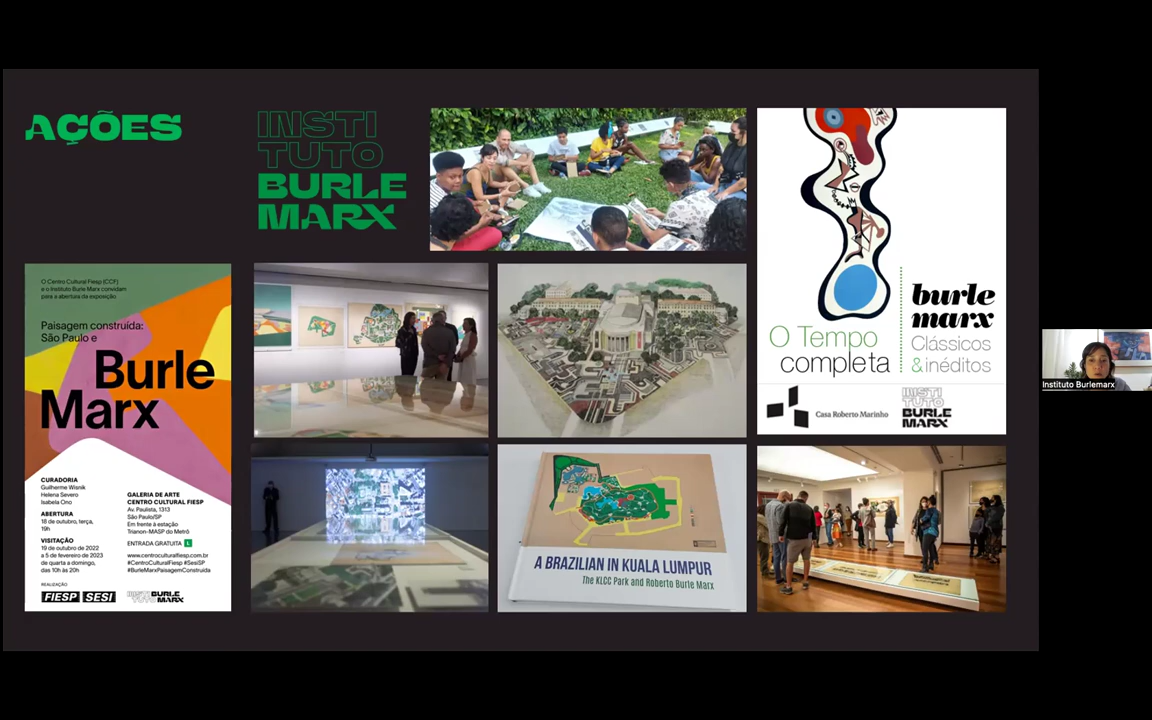 AÇÕES
INSTI
TUTO
BURLE
MARX
O Centro Cultural Fiesp (CCF)
e o Instituto Burle Marx convidam
para a abertura da exposição
Paisagem construída:
São Paulo e
Burle
Marx
CURADORIA
Guilherme Wisnik
Helena Severo
Isabela Ono
ABERTURA
18 de outubro, terça,
19h
VISITAÇÃO
19 de outubro de 2022
a 5 de fevereiro de 2023
de quarta a domingo,
das 10h às 20h
GALERIA DE ARTE
CENTRO CULTURAL FIESP
Av. Paulista, 1313
São Paulo/SP
Em frente à estação
Trianon-MASP do Metrô
ENTRADA GRATUITA L
www.centroculturalfiesp.com.br
#CentroCulturalFiesp #SesiSP
#BurleMarxPaisagemConstruída
REALIZAÇÃO
FIESP SESI
INSTITUTO BURLE MARX
A BRAZILIAN IN KUALA LUMPUR
The KLCC Park and Roberto Burle Marx
O Tempo
completa
burle
marx
Clássicos
& inéditos
Casa Roberto Marinho
INSTI
TUTO
BURLE
MARX
Instituto Burlemarx